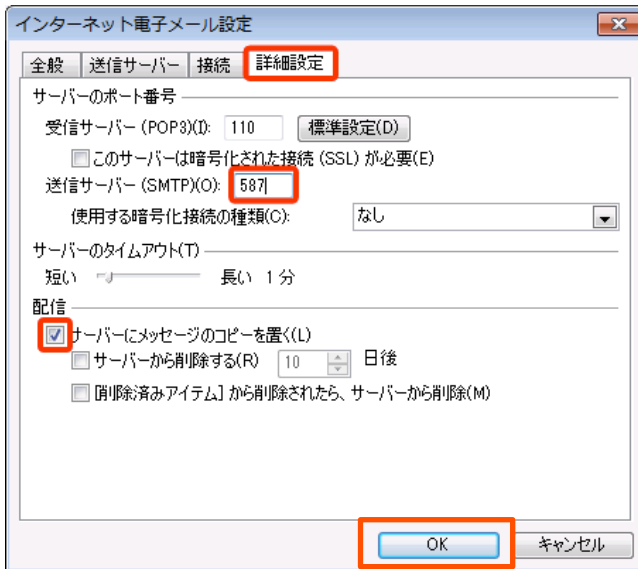 インターネット電子メール設定
全般 送信サーバー 接続 詳細設定
サーバーのポート番号
受信サーバー (POP3)(I): 110 標準設定(D)
このサーバーは暗号化された接続 (SSL) が必要(E)
送信サーバー (SMTP)(O): 587
使用する暗号化接続の種類(C): なし
サーバーのタイムアウト(T)
短い 長い 1 分
配信
サーバーにメッセージのコピーを置く(L)
サーバーから削除する(R) 10 日後
[削除済みアイテム] から削除されたら、サーバーから削除(M)
OK キャンセル